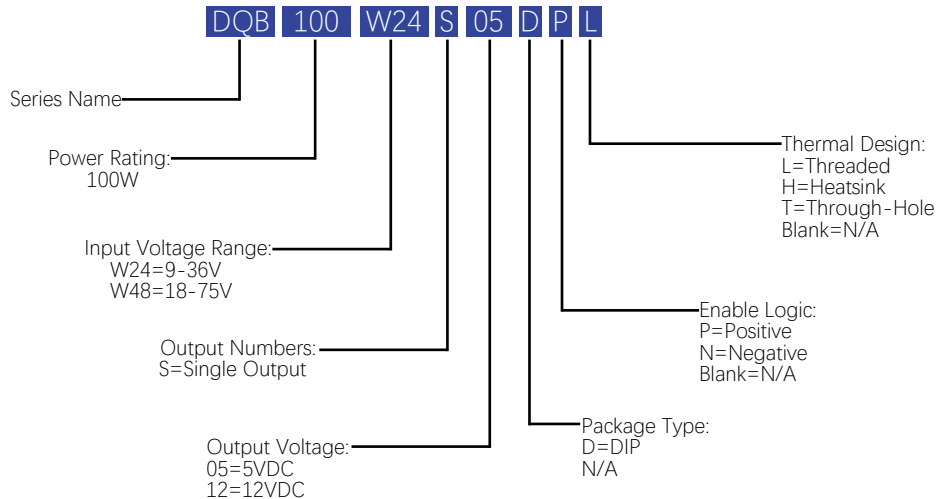 DQB 100 W24 S 05 D P L
Series Name
Power Rating:
100W
Input Voltage Range:
W24=9-36V
W48=18-75V
Output Numbers:
S=Single Output
Output Voltage:
05=5VDC
12=12VDC
Package Type:
D=DIP
N/A
Enable Logic:
P=Positive
N=Negative
Blank=N/A
Thermal Design:
L=Threaded
H=Heatsink
T=Through-Hole
Blank=N/A